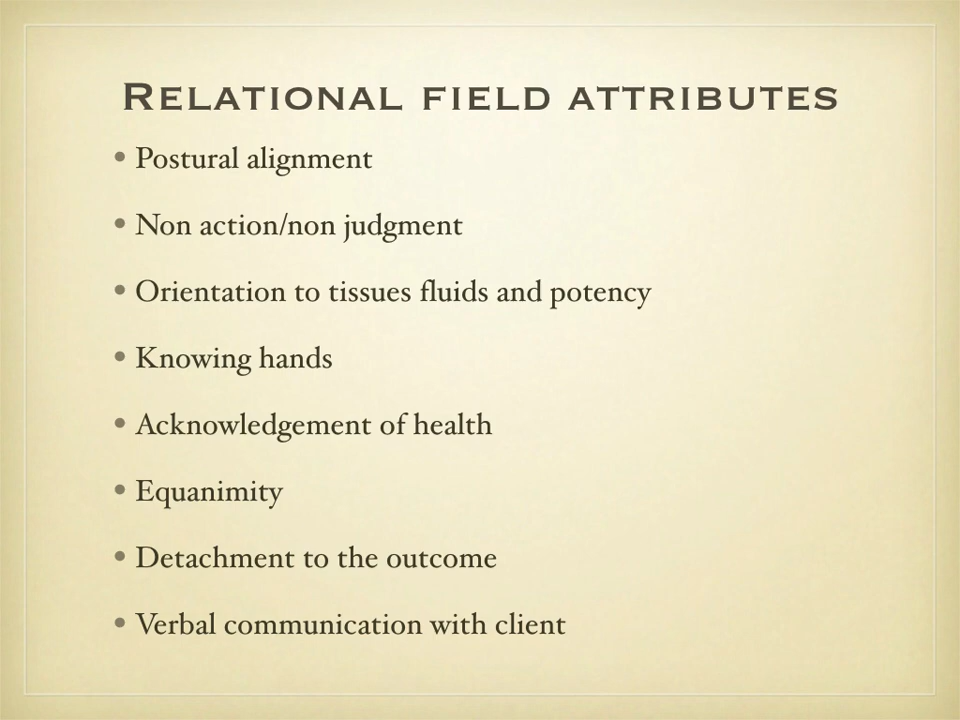 Relational field attributes
• Postural alignment
• Non action/non judgment
• Orientation to tissues fluids and potency
• Knowing hands
• Acknowledgement of health
• Equanimity
• Detachment to the outcome
• Verbal communication with client